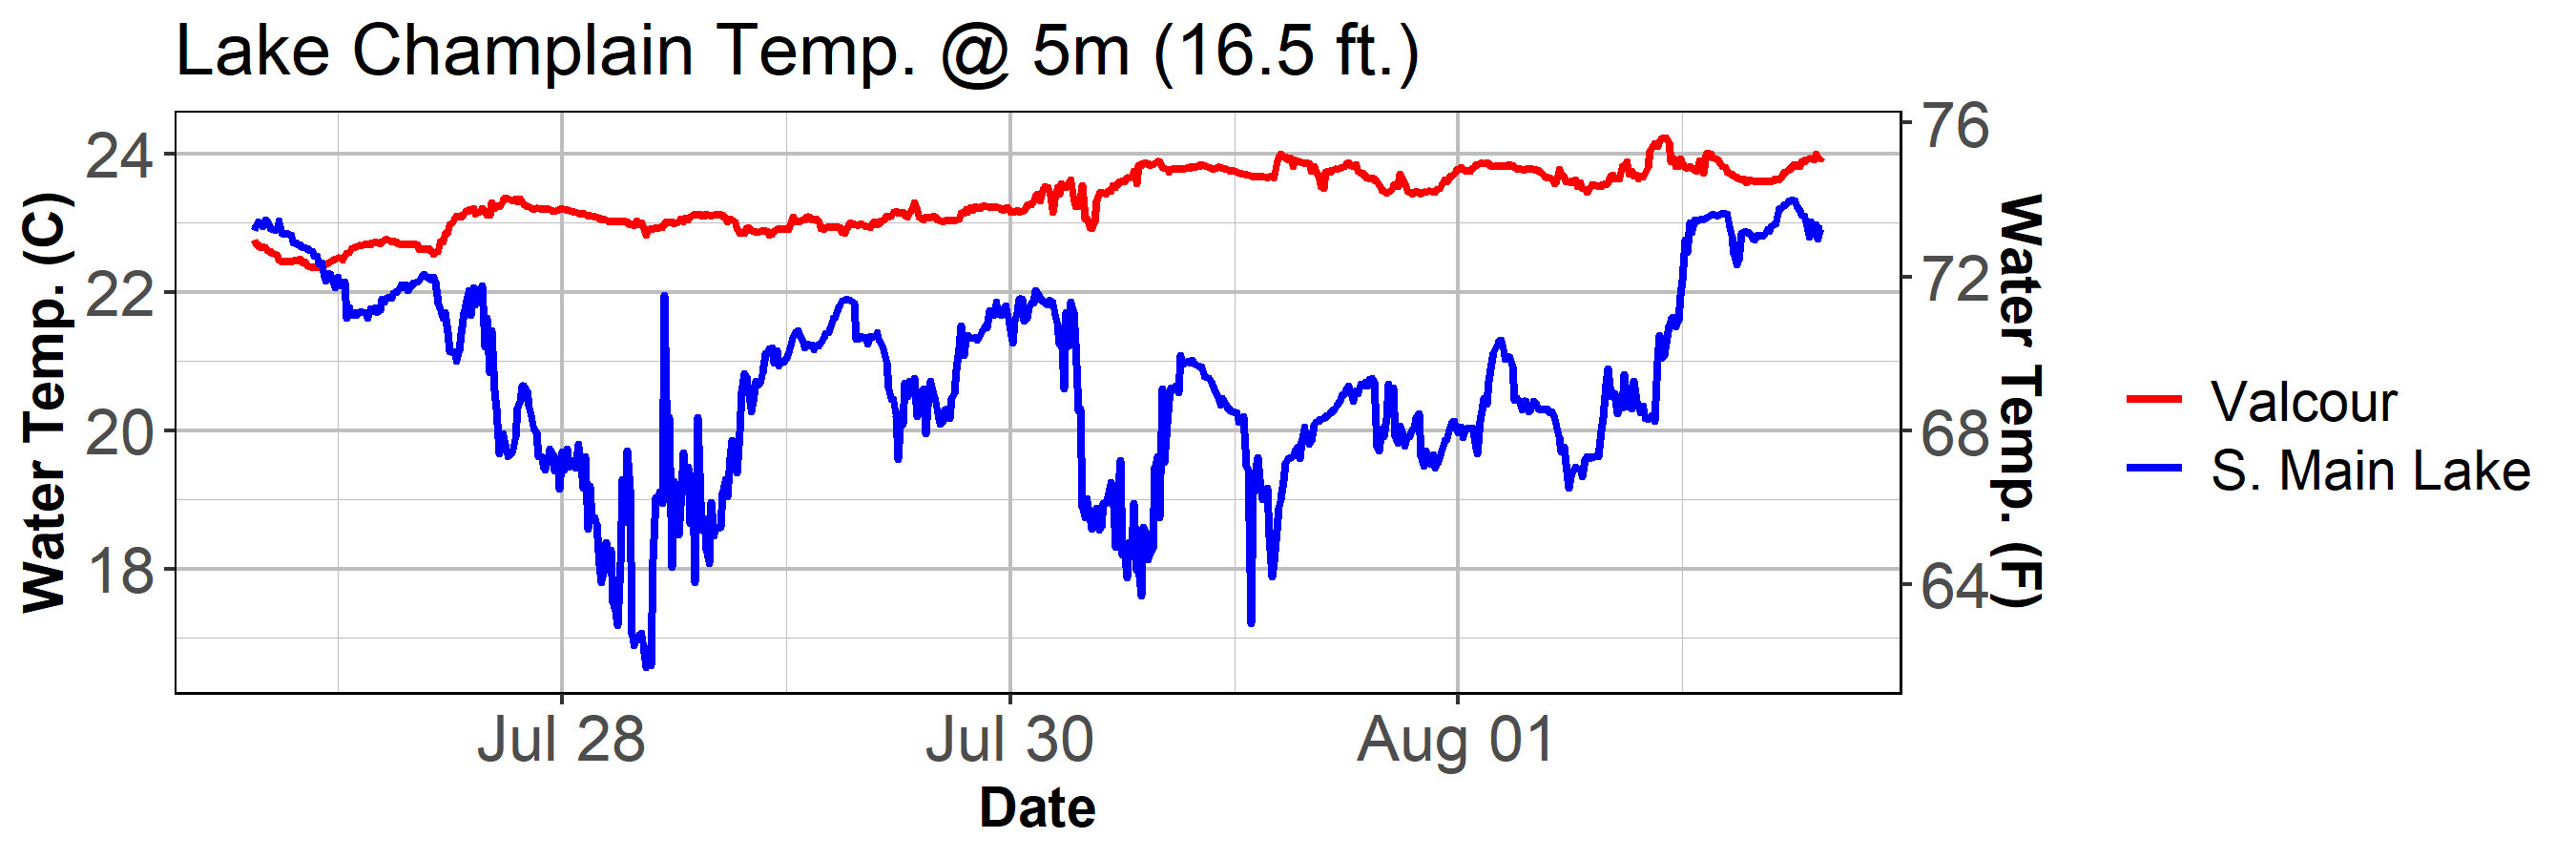 Lake Champlain Temp. @ 5m (16.5 ft.)
Water Temp. (C)
24
22
20
18
76
72
68
64
Water Temp. (F)
Jul 28
Jul 30
Aug 01
Date
Valcour
S. Main Lake